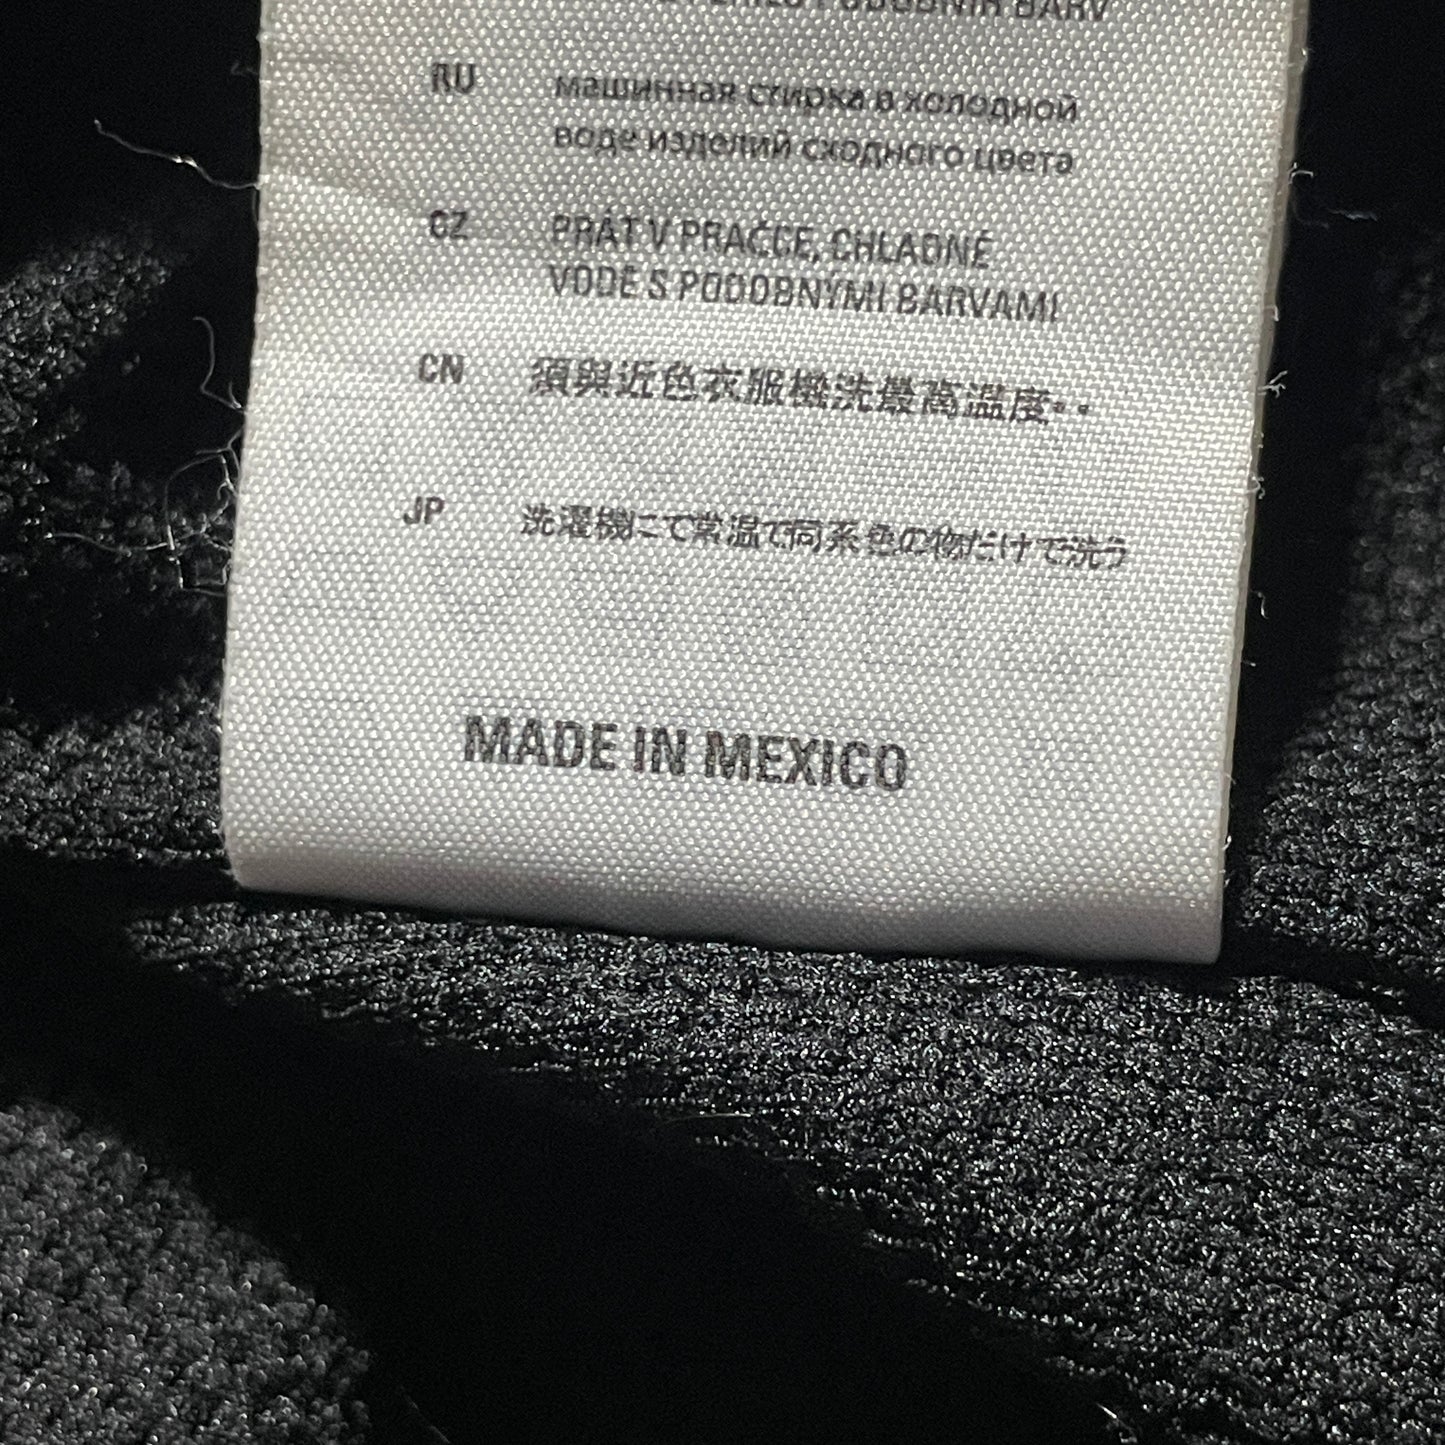 PODOBNIH BARV
RU машинная стирка в холодной
воде изделий сходного цвета
CZ PRÁT V PRAČCE, CHLADNÉ
VODĚ S PODOBNÝMI BARVAMI
CN 須與近色衣服機洗最高溫度··
JP 洗濯機にて常温で同系色の物だけで洗う
MADE IN MEXICO